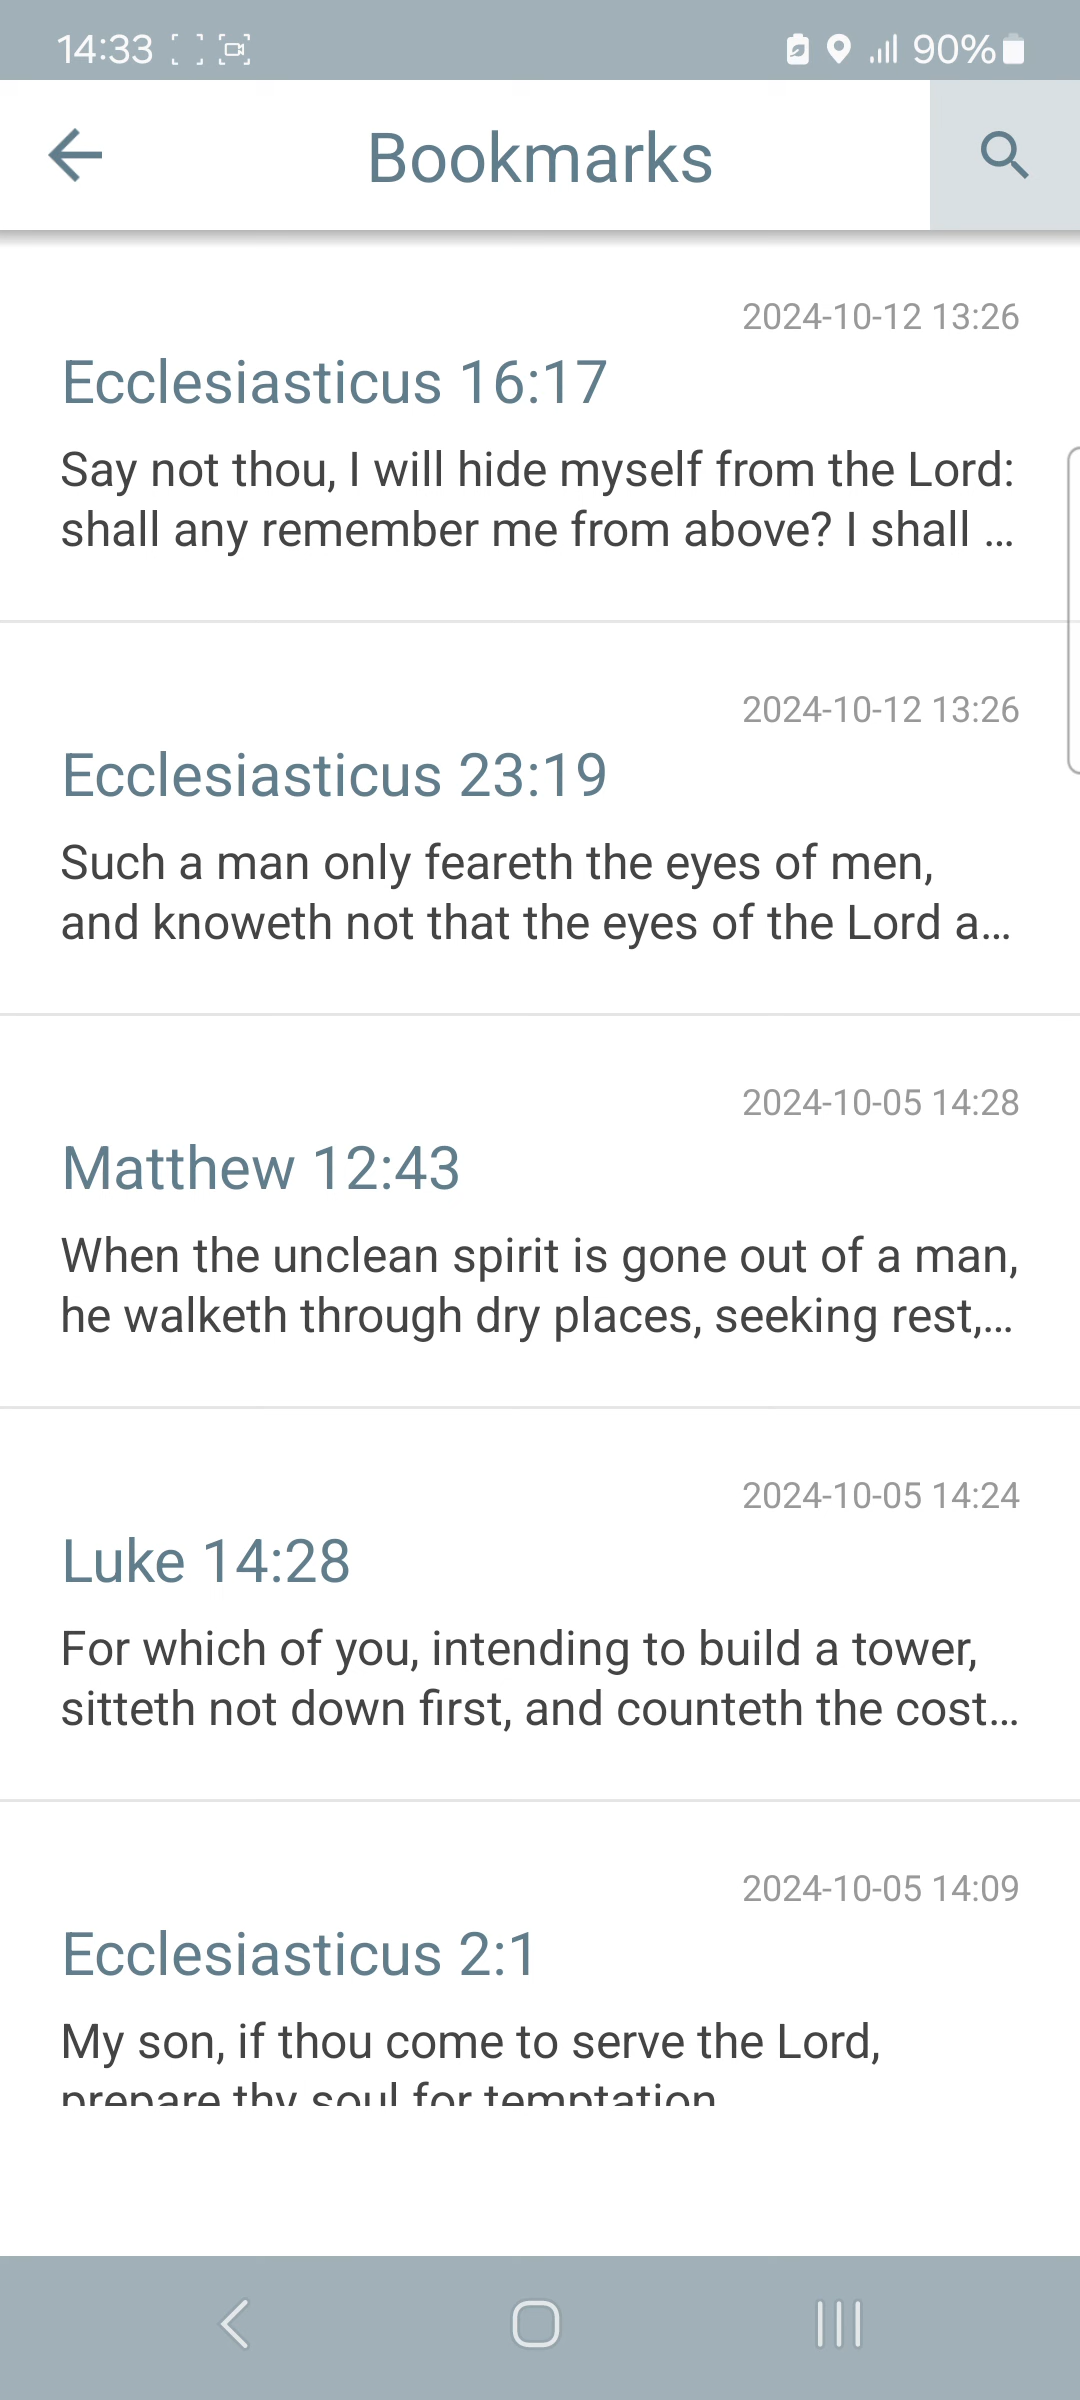 14:33
90%
Bookmarks
2024-10-12 13:26
Ecclesiasticus 16:17
Say not thou, I will hide myself from the Lord:
shall any remember me from above? I shall ...
2024-10-12 13:26
Ecclesiasticus 23:19
Such a man only feareth the eyes of men,
and knoweth not that the eyes of the Lord a...
2024-10-05 14:28
Matthew 12:43
When the unclean spirit is gone out of a man,
he walketh through dry places, seeking rest,...
2024-10-05 14:24
Luke 14:28
For which of you, intending to build a tower,
sitteth not down first, and counteth the cost...
2024-10-05 14:09
Ecclesiasticus 2:1
My son, if thou come to serve the Lord,
prepare thy soul for temptation